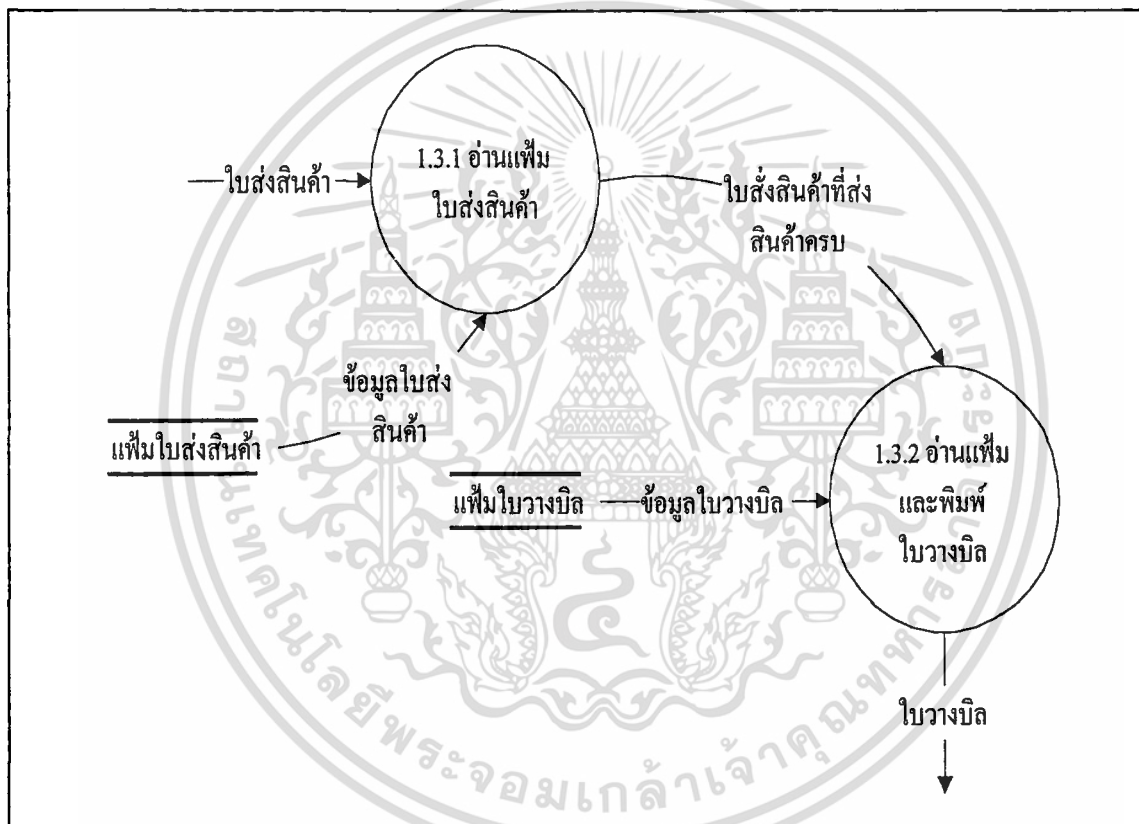 1.3.1 อ่านแฟ้ม
ใบส่งสินค้า
ใบส่งสินค้า
ใบสั่งสินค้าที่ส่ง
สินค้าครบ
ข้อมูลใบส่ง
สินค้า
แฟ้มใบส่งสินค้า
แฟ้มใบวางบิล
ข้อมูลใบวางบิล
1.3.2 อ่านแฟ้ม
และพิมพ์
ใบวางบิล
ใบวางบิล